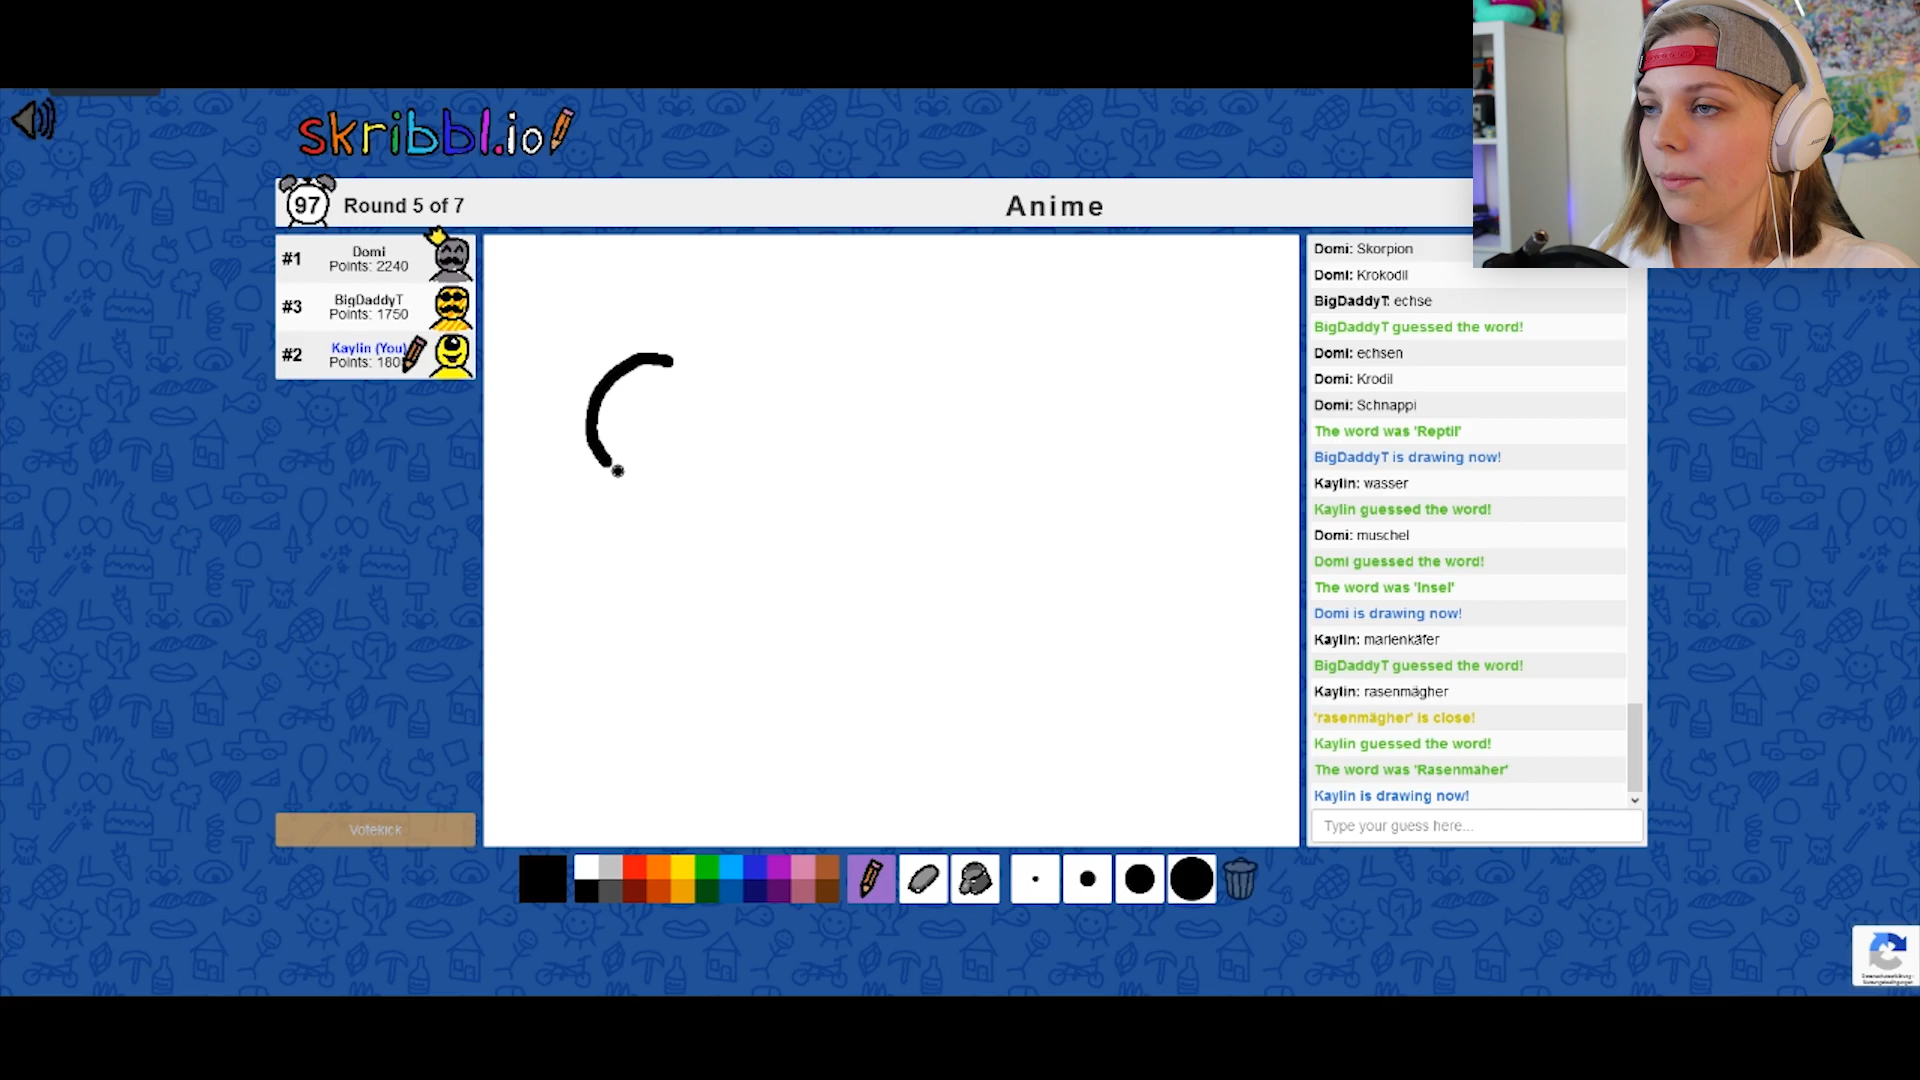 skribbl.io
97
Round 5 of 7
Anime
#1
Domi
Points: 2240
#3
BigDaddyT
Points: 1750
#2
Kaylin (You)
Points: 180
Votekick
Domi: Skorpion
Domi: Krokodil
BigDaddyT: echse
BigDaddyT guessed the word!
Domi: echsen
Domi: Krodil
Domi: Schnappi
The word was 'Reptil'
BigDaddyT is drawing now!
Kaylin: wasser
Kaylin guessed the word!
Domi: muschel
Domi guessed the word!
The word was 'Insel'
Domi is drawing now!
Kaylin: marienkäfer
BigDaddyT guessed the word!
Kaylin: rasenmägher
'rasenmägher' is close!
Kaylin guessed the word!
The word was 'Rasenmäher'
Kaylin is drawing now!
Type your guess here...